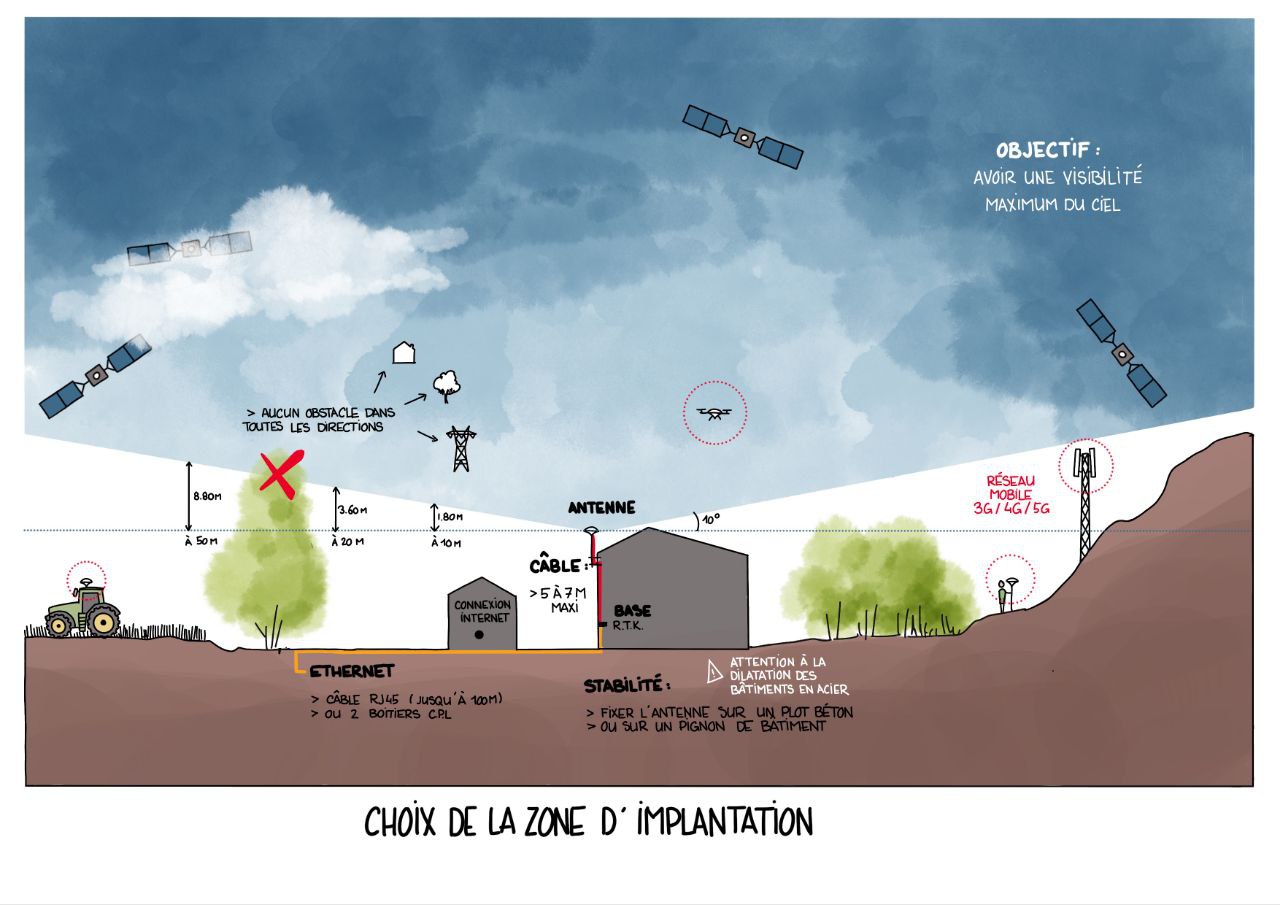 OBJECTIF :
AVOIR UNE VISIBILITÉ
MAXIMUM DU CIEL
> AUCUN OBSTACLE DANS
TOUTES LES DIRECTIONS
8.80M
À 50M
3.60M
À 20 M
1.80M
À 10M
ANTENNE
10°
RÉSEAU
MOBILE
3G / 4G / 5G
CÂBLE :
> 5 À 7 M
MAXI
CONNEXION
INTERNET
BASE
R.T.K.
ETHERNET
> CÂBLE RJ45 (JUSQU'À 100M)
> OU 2 BOITIERS C.P.L
STABILITÉ :
> FIXER L'ANTENNE SUR UN PLOT BÉTON
> OU SUR UN PIGNON DE BÂTIMENT
! ATTENTION À LA
DILATATION DES
BÂTIMENTS EN ACIER
CHOIX DE LA ZONE D' IMPLANTATION